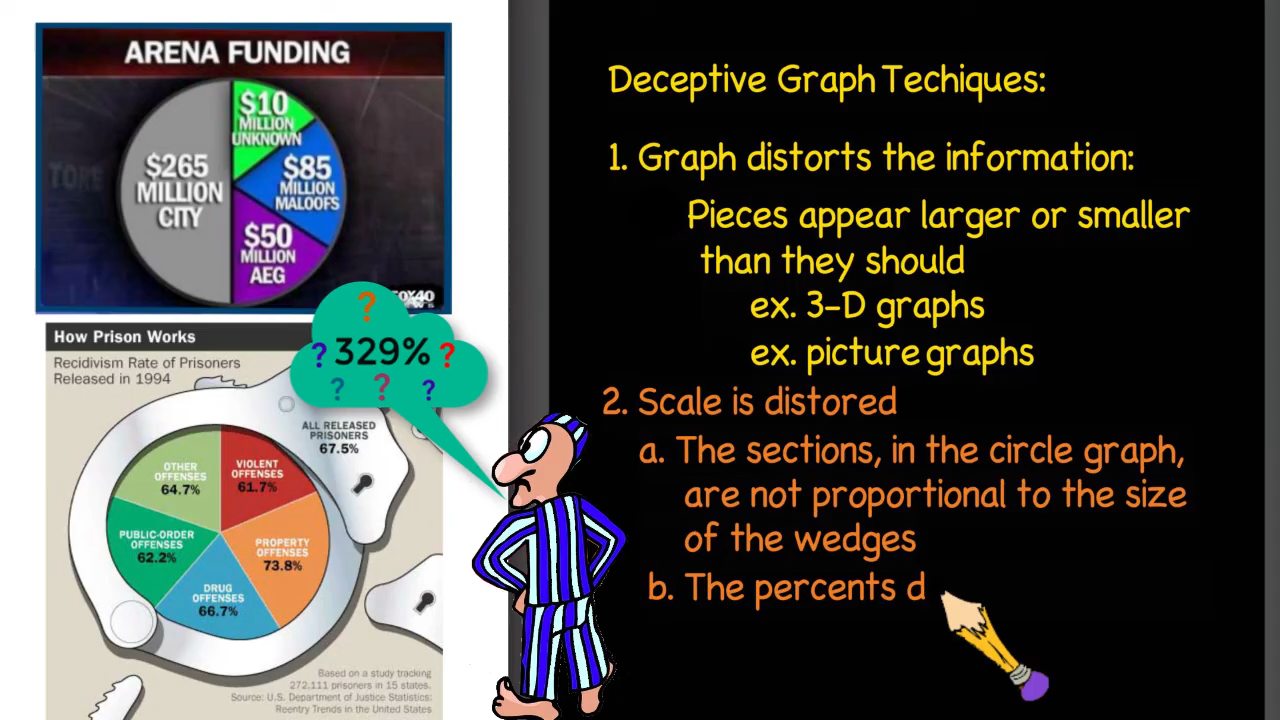 ARENA FUNDING
$10
MILLION
UNKNOWN
$265
MILLION
CITY
$85
MILLION
MALOOFS
$50
MILLION
AEG
TORE
How Prison Works
Recidivism Rate of Prisoners
Released in 1994
?
? 329% ?
? ? ?
ALL RELEASED
PRISONERS
67.5%
OTHER
OFFENSES
64.7%
VIOLENT
OFFENSES
61.7%
PUBLIC-ORDER
OFFENSES
62.2%
PROPERTY
OFFENSES
73.8%
DRUG
OFFENSES
66.7%
Based on a study tracking
272,111 prisoners in 15 states.
Source: U.S. Department of Justice Statistics:
Reentry Trends in the United States
Deceptive Graph Techiques:
1. Graph distorts the information:
Pieces appear larger or smaller
than they should
ex. 3-D graphs
ex. picture graphs
2. Scale is distored
a. The sections, in the circle graph,
are not proportional to the size
of the wedges
b. The percents d